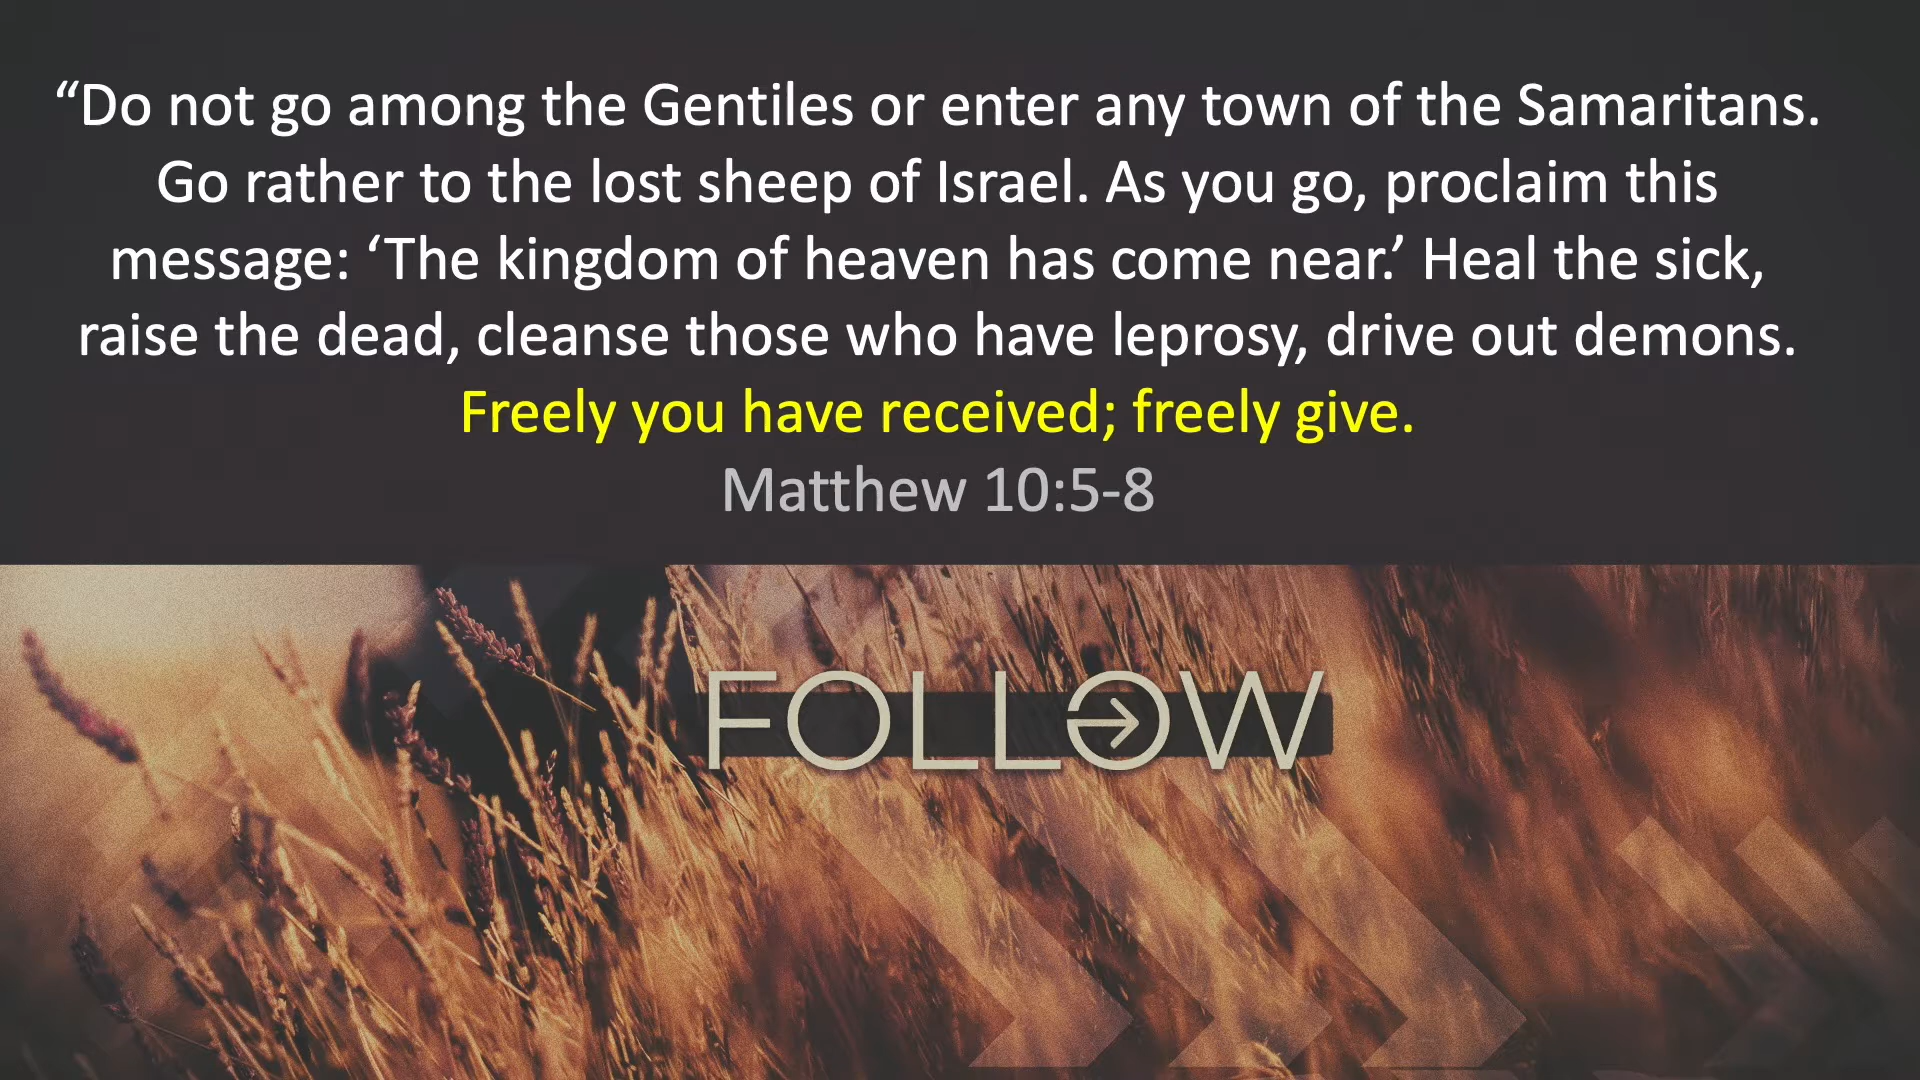 “Do not go among the Gentiles or enter any town of the Samaritans.
Go rather to the lost sheep of Israel. As you go, proclaim this
message: ‘The kingdom of heaven has come near.’ Heal the sick,
raise the dead, cleanse those who have leprosy, drive out demons.
Freely you have received; freely give.
Matthew 10:5-8
FOLLOW